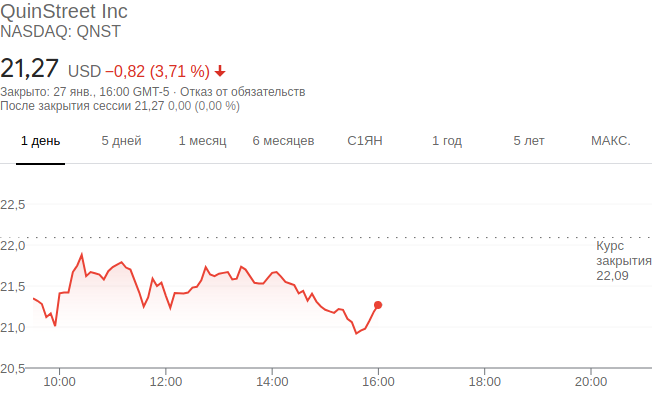 QuinStreet Inc
NASDAQ: QNST
21,27 USD −0,82 (3,71 %)
Закрыто: 27 янв., 16:00 GMT-5 · Отказ от обязательств
После закрытия сессии 21,27 0,00 (0,00 %)
1 день 5 дней 1 месяц 6 месяцев С1ЯН 1 год 5 лет МАКС.
22,5
22,0
Курс
закрытия
22,09
21,5
21,0
20,5
10:00 12:00 14:00 16:00 18:00 20:00